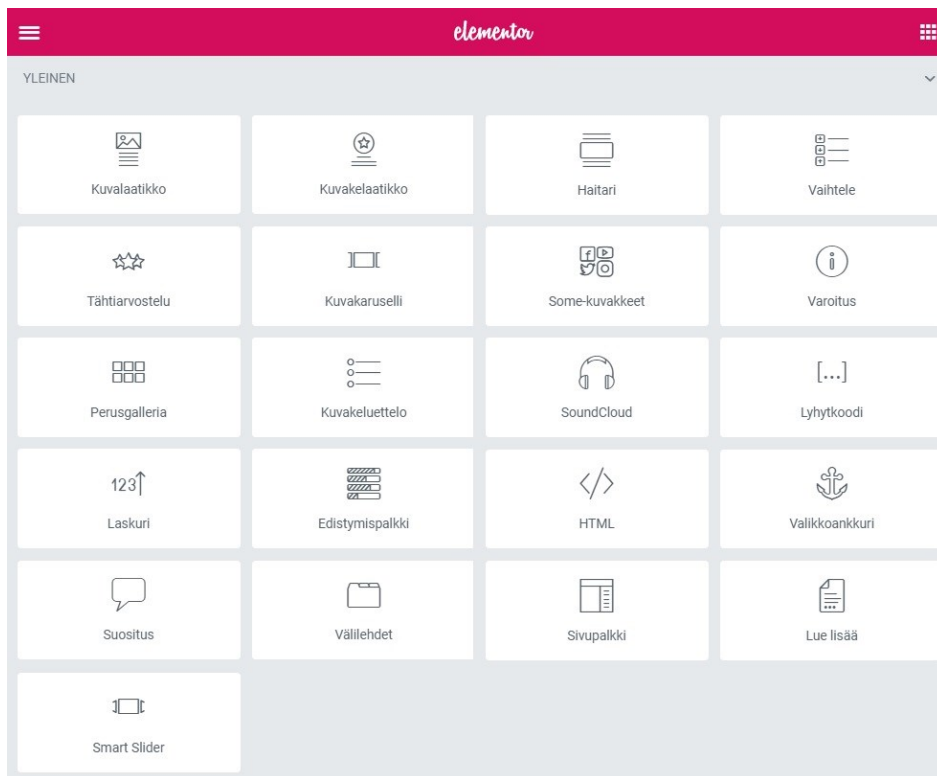 elementor
YLEINEN
Kuvalaatikko
Kuvakelaatikko
Haitari
Vaihtele
Tähtiarvostelu
Kuvakaruselli
Some-kuvakkeet
Varoitus
Perusgalleria
Kuvakeluettelo
SoundCloud
[...]
Lyhytkoodi
123
Laskuri
Edistymispalkki
</>
HTML
Valikkoankkuri
Suositus
Välilehdet
Sivupalkki
Lue lisää
Smart Slider